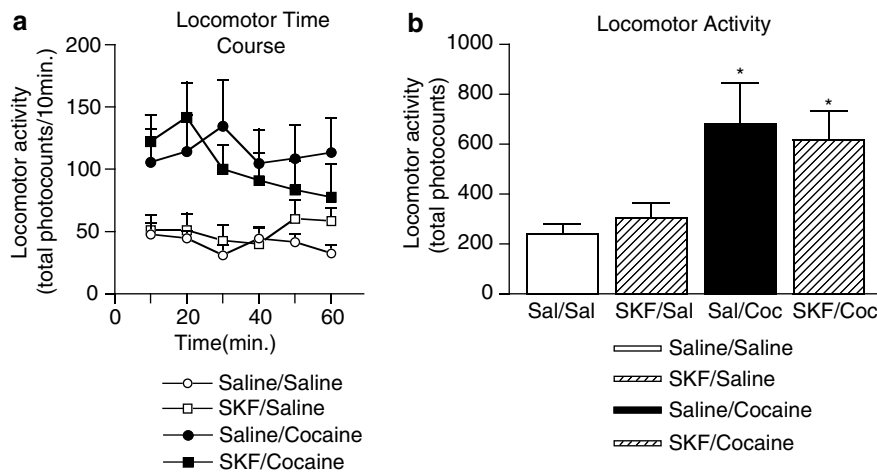 a
Locomotor Time
Course
Locomotor activity
(total photocounts/10min.)
200
150
100
50
0
0 20 40 60
Time(min.)
Saline/Saline
SKF/Saline
Saline/Cocaine
SKF/Cocaine
b
Locomotor Activity
Locomotor activity
(total photocounts)
1000
800
600
400
200
0
* *
Sal/Sal SKF/Sal Sal/Coc SKF/Coc
Saline/Saline
SKF/Saline
Saline/Cocaine
SKF/Cocaine